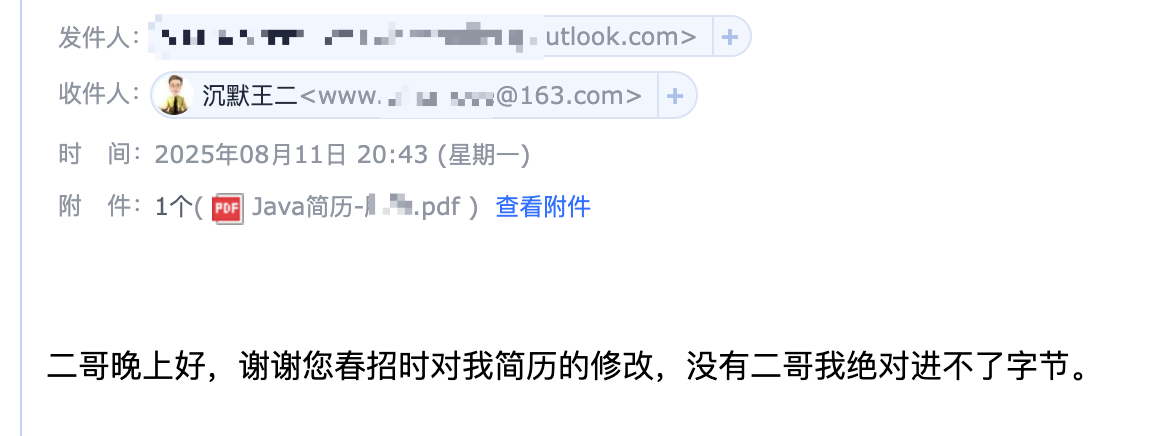 发件人： utlook.com> +
收件人： 沉默王二<www. @163.com> +
时 间： 2025年08月11日 20:43 (星期一)
附 件： 1个( PDF Java简历- .pdf ) 查看附件
二哥晚上好，谢谢您春招时对我简历的修改，没有二哥我绝对进不了字节。